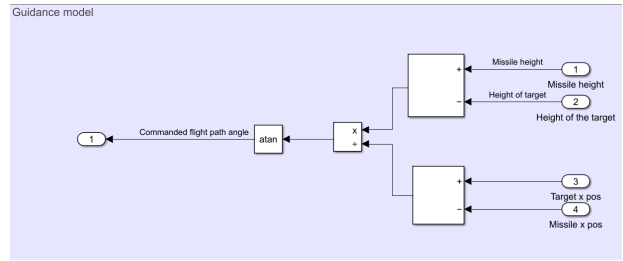 Guidance model
Missile height
+
1
Missile height
Height of target
−
2
Height of the target
Commanded flight path angle
1
atan
x
÷
+
3
Target x pos
−
4
Missile x pos